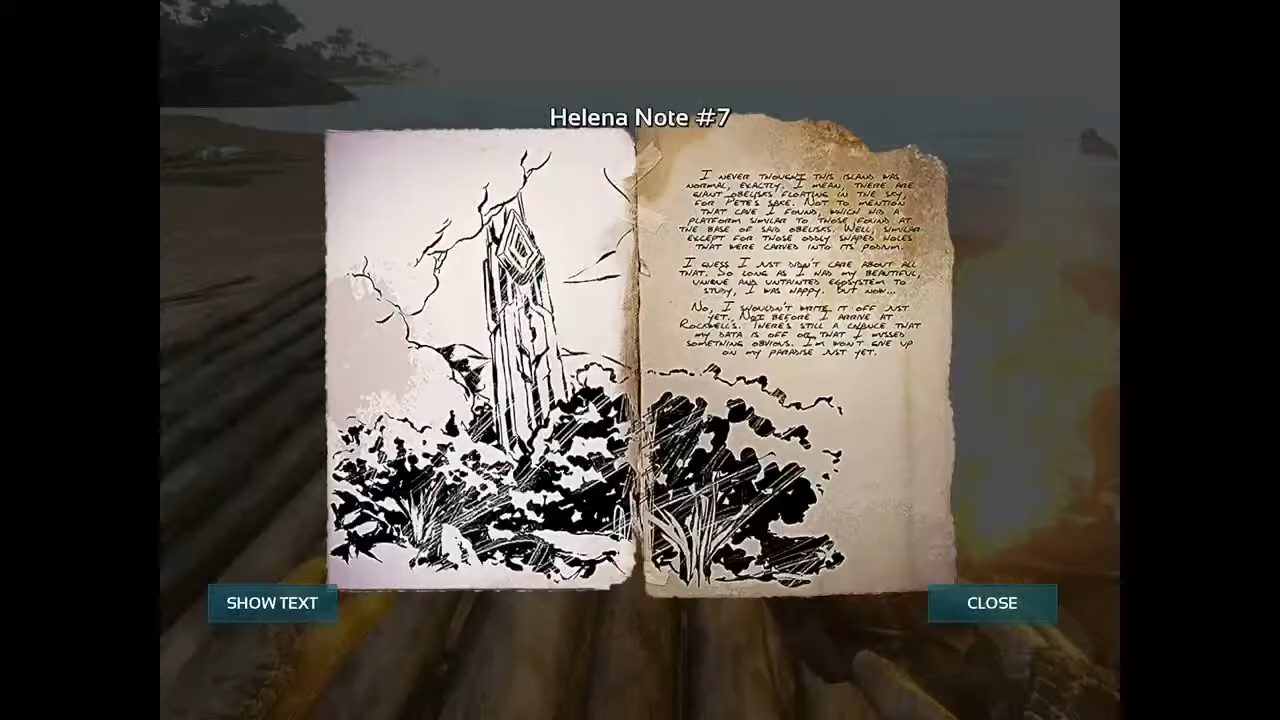 Helena Note #7
I NEVER THOUGHT THIS ISLAND WAS
NORMAL, EXACTLY. I MEAN, THERE ARE
GIANT OBELISKS FLOATING IN THE SKY,
FOR PETE'S SAKE. NOT TO MENTION
THAT CAVE I FOUND, WHICH HID A
PLATFORM SIMILAR TO THOSE FOUND AT
THE BASE OF SAID OBELISKS. WELL, SIMILAR
EXCEPT FOR THOSE ODDLY SHAPED HOLES
THAT WERE CARVED INTO ITS PODIUM.
I GUESS I JUST DIDN'T CARE ABOUT ALL
THAT. SO LONG AS I HAD MY BEAUTIFUL,
UNIQUE AND UNTAINTED ECOSYSTEM TO
STUDY, I WAS HAPPY. BUT NOW...
NO, I SHOULDN'T WRITE IT OFF JUST
YET. NOT BEFORE I ARRIVE AT
ROCKWELL'S. THERE'S STILL A CHANCE THAT
MY DATA IS OFF OR THAT I MISSED
SOMETHING OBVIOUS. I'M WON'T GIVE UP
ON MY PARADISE JUST YET.
SHOW TEXT
CLOSE